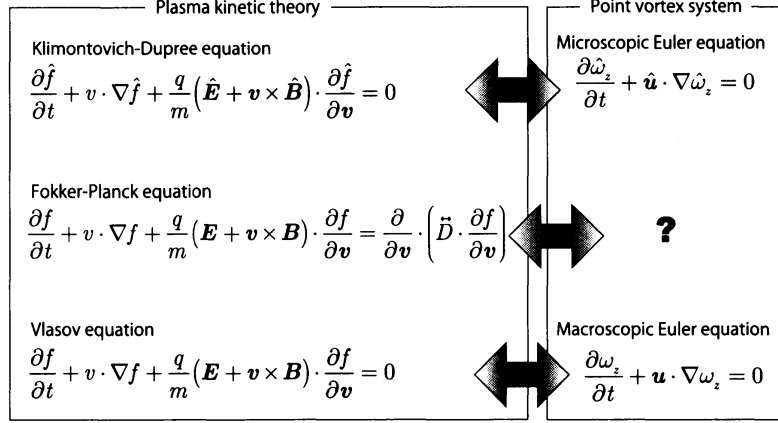 Plasma kinetic theory
Point vortex system
Klimontovich-Dupree equation
∂f̂/∂t + v · ∇f̂ + q/m (Ê + v × B̂) · ∂f̂/∂v = 0
Microscopic Euler equation
∂ω̂_z/∂t + û · ∇ω̂_z = 0
Fokker-Planck equation
∂f/∂t + v · ∇f + q/m (E + v × B) · ∂f/∂v = ∂/∂v · (D⃡ · ∂f/∂v)
?
Vlasov equation
∂f/∂t + v · ∇f + q/m (E + v × B) · ∂f/∂v = 0
Macroscopic Euler equation
∂ω_z/∂t + u · ∇ω_z = 0